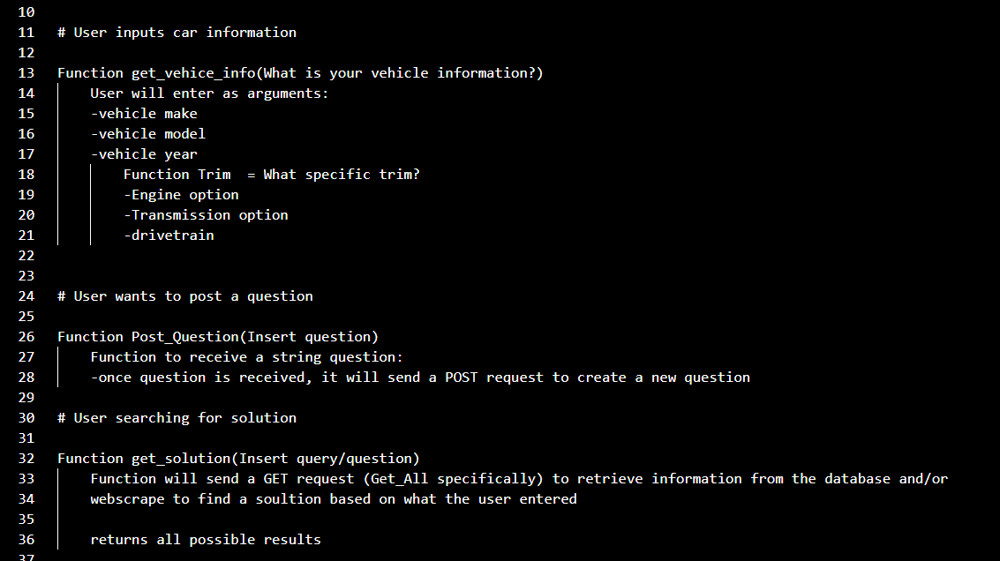 10
11 # User inputs car information
12
13 Function get_vehice_info(What is your vehicle information?)
14 User will enter as arguments:
15 -vehicle make
16 -vehicle model
17 -vehicle year
18 Function Trim  = What specific trim?
19 -Engine option
20 -Transmission option
21 -drivetrain
22
23
24 # User wants to post a question
25
26 Function Post_Question(Insert question)
27 Function to receive a string question:
28 -once question is received, it will send a POST request to create a new question
29
30 # User searching for solution
31
32 Function get_solution(Insert query/question)
33 Function will send a GET request (Get_All specifically) to retrieve information from the database and/or
34 webscrape to find a soultion based on what the user entered
35
36 returns all possible results
37